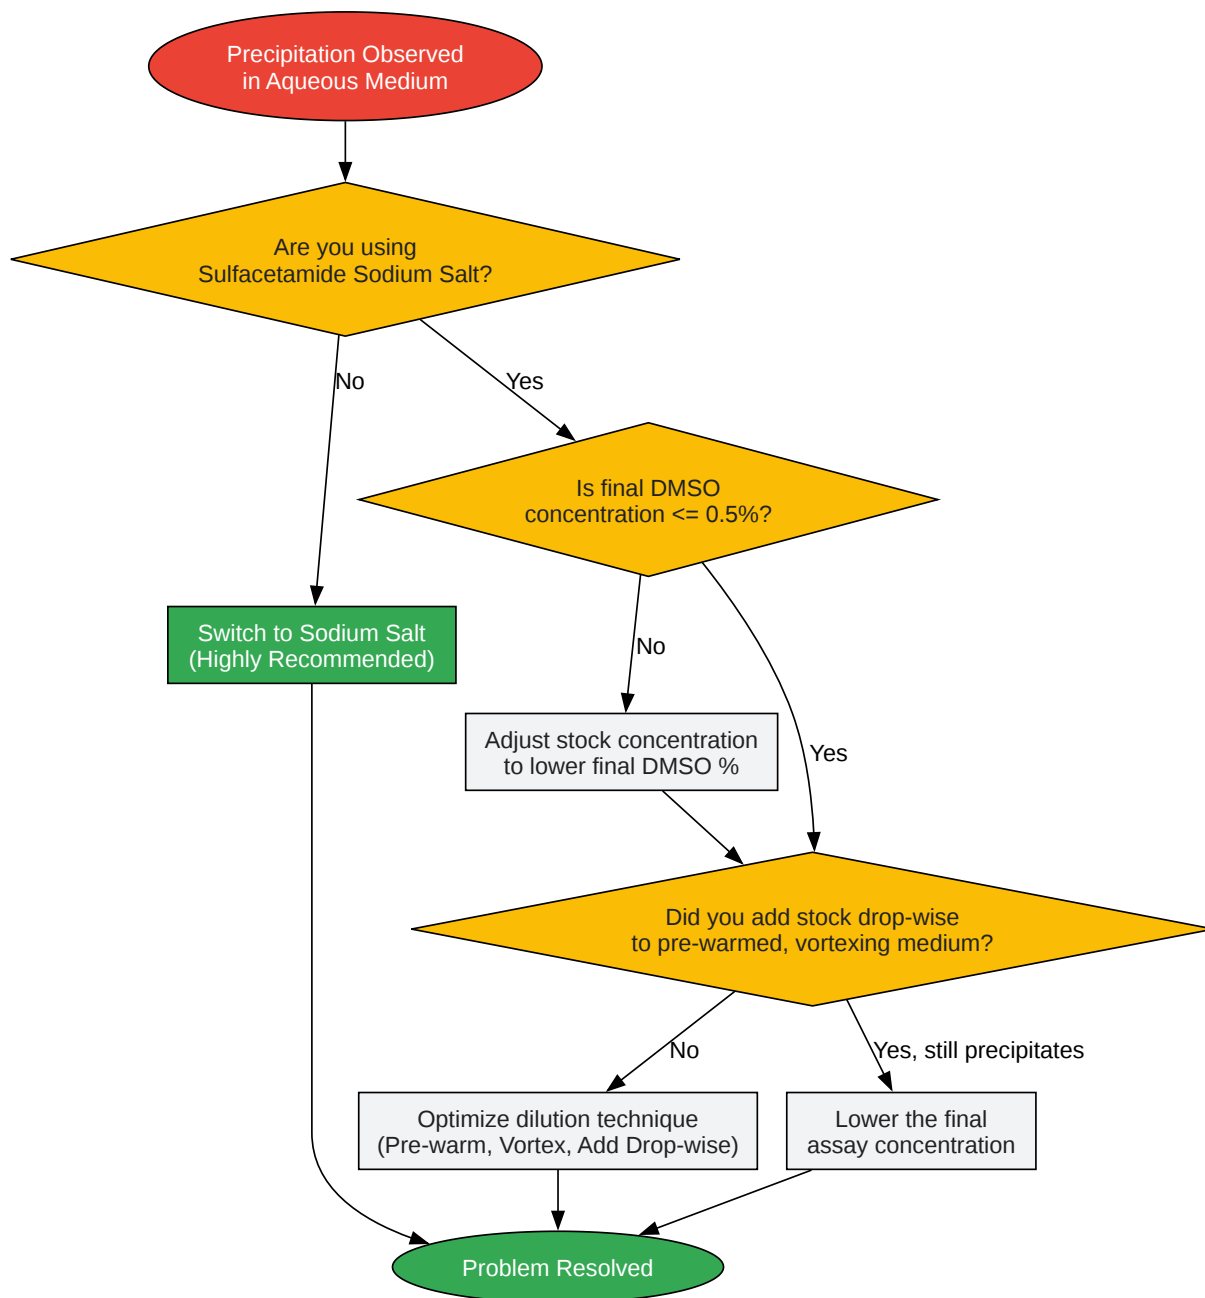 Precipitation Observed
in Aqueous Medium
Are you using
Sulfacetamide Sodium Salt?
No
Yes
Is final DMSO
concentration <= 0.5%?
Switch to Sodium Salt
(Highly Recommended)
No
Adjust stock concentration
to lower final DMSO %
Yes
Did you add stock drop-wise
to pre-warmed, vortexing medium?
No
Yes, still precipitates
Optimize dilution technique
(Pre-warm, Vortex, Add Drop-wise)
Lower the final
assay concentration
Problem Resolved